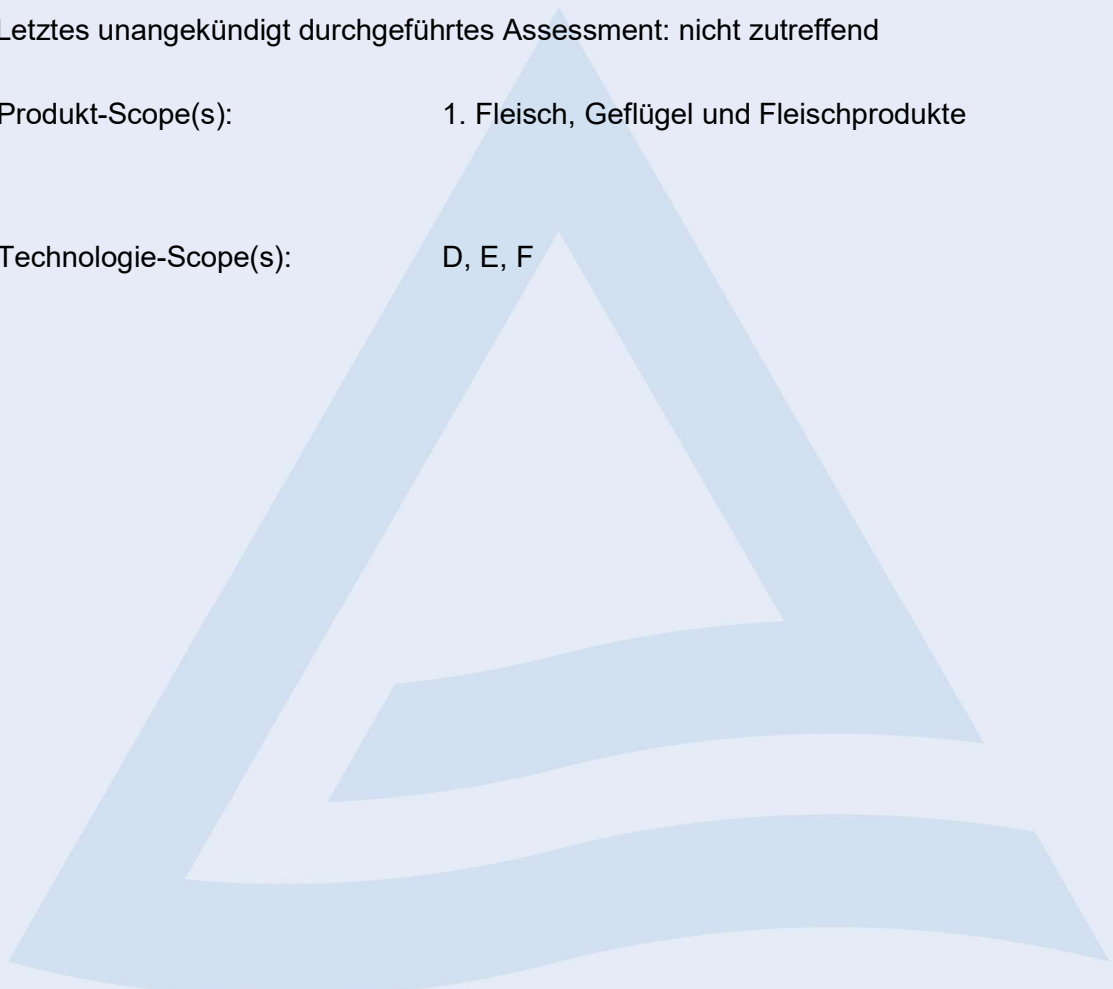 Letztes unangekündigt durchgeführtes Assessment: nicht zutreffend
Produkt-Scope(s): 1. Fleisch, Geflügel und Fleischprodukte
Technologie-Scope(s): D, E, F